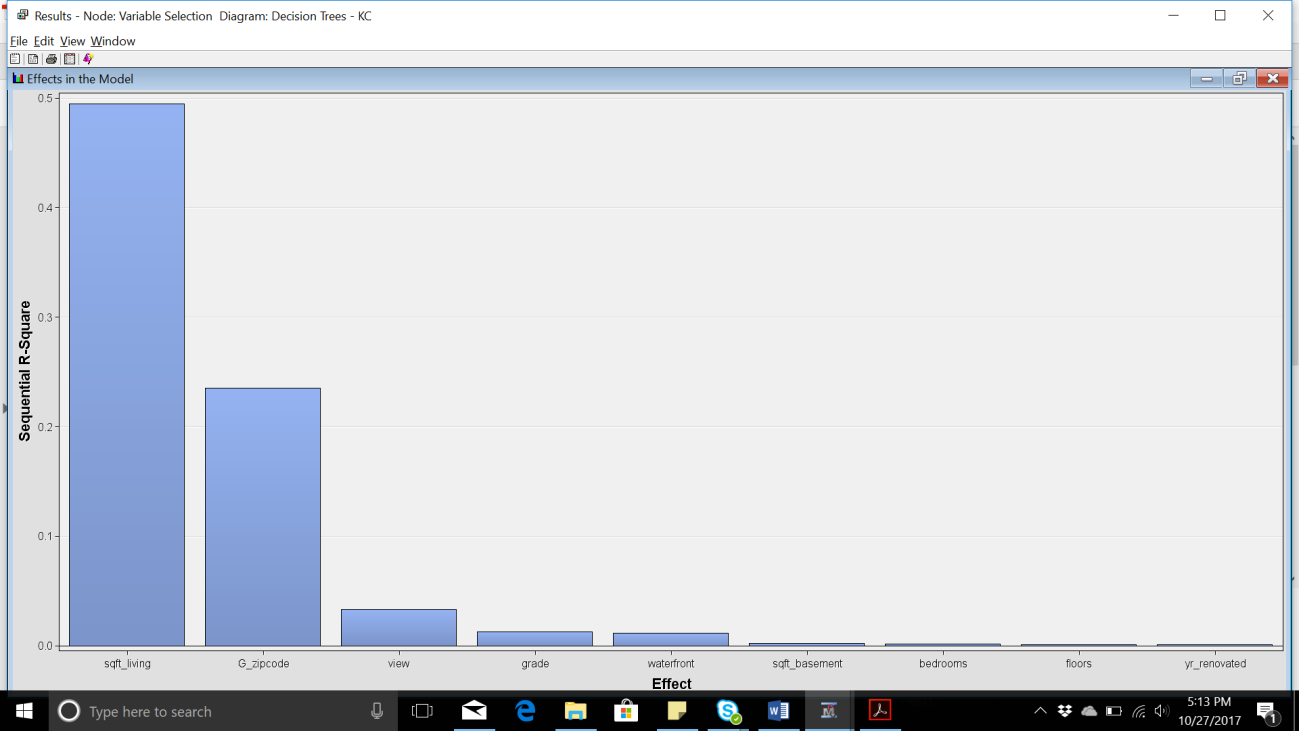 Results - Node: Variable Selection Diagram: Decision Trees - KC
File Edit View Window
Effects in the Model
0.5
0.4
0.3
0.2
0.1
0.0
Sequential R-Square
sqft_living G_zipcode view grade waterfront sqft_basement bedrooms floors yr_renovated
Effect
Type here to search
5:13 PM
10/27/2017
1